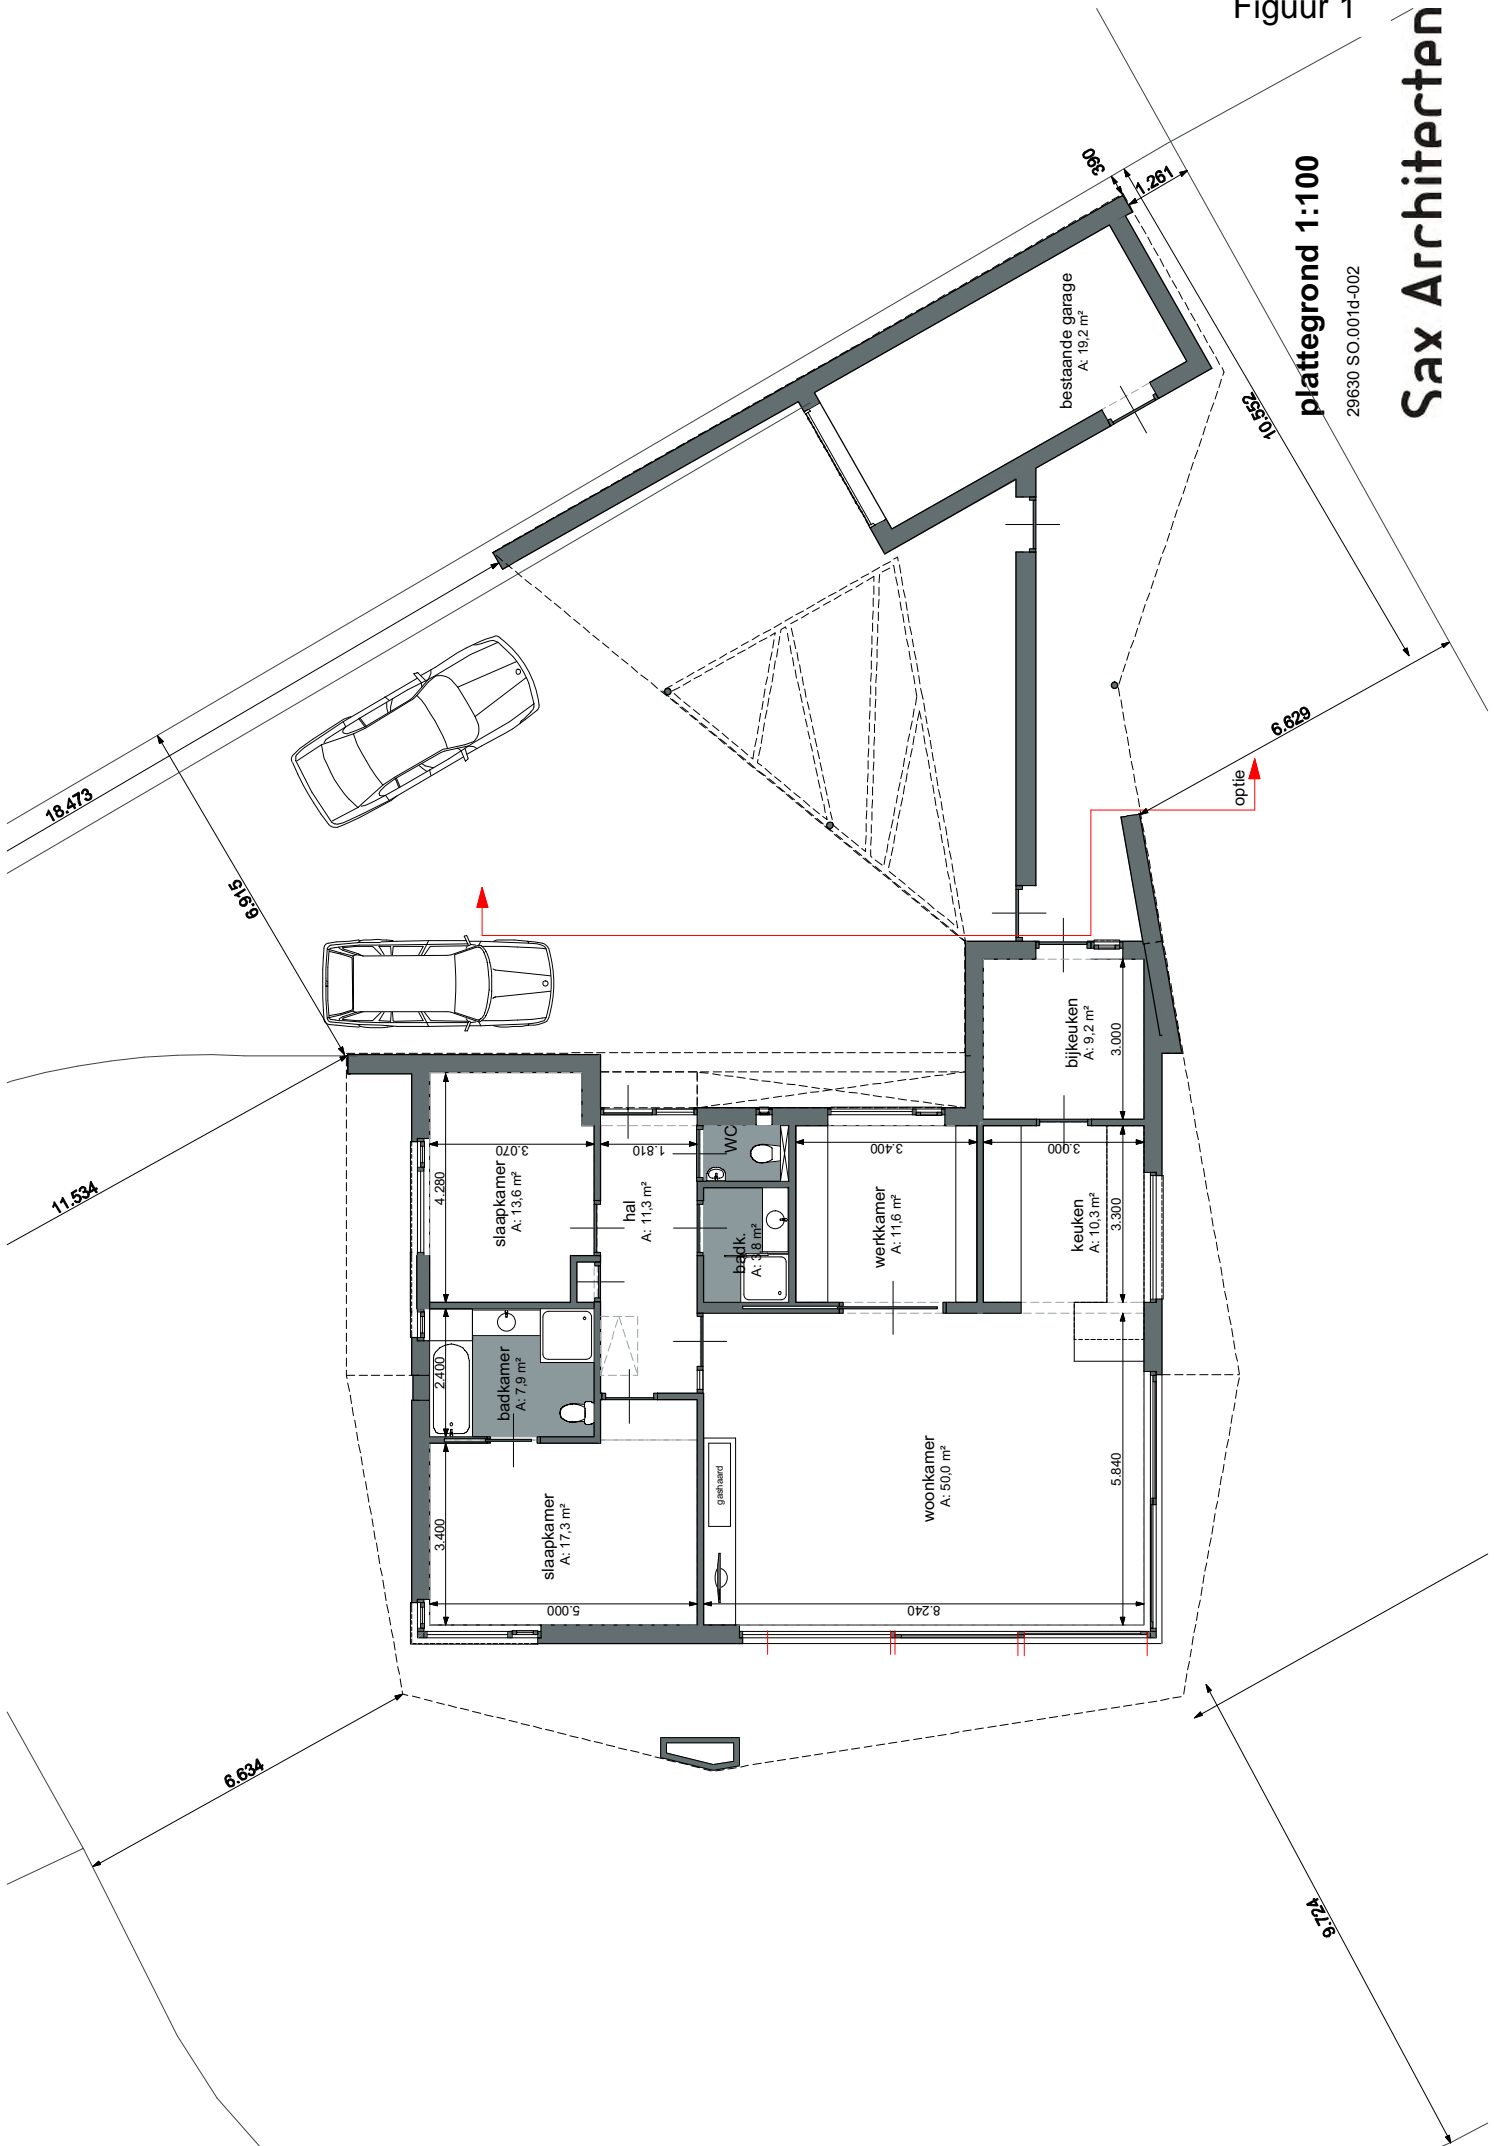 Figuur 1
Sax Architecten
plattegrond 1:100
29630 SO.001d-002
390
1.261
bestaande garage
A: 19,2 m²
10.552
6.629
optie
18.473
6.915
11.534
bijkeuken
A: 9,2 m²
3.000
slaapkamer
A: 13,6 m²
3.070
4.280
hal
A: 11,3 m²
1.810
WC
badk.
A: 3,8 m²
werkkamer
A: 11,6 m²
3.400
keuken
A: 10,3 m²
3.000
3.300
badkamer
A: 7,9 m²
2.400
slaapkamer
A: 17,3 m²
3.400
5.000
gashaard
woonkamer
A: 50,0 m²
5.840
8.240
6.634
9.724